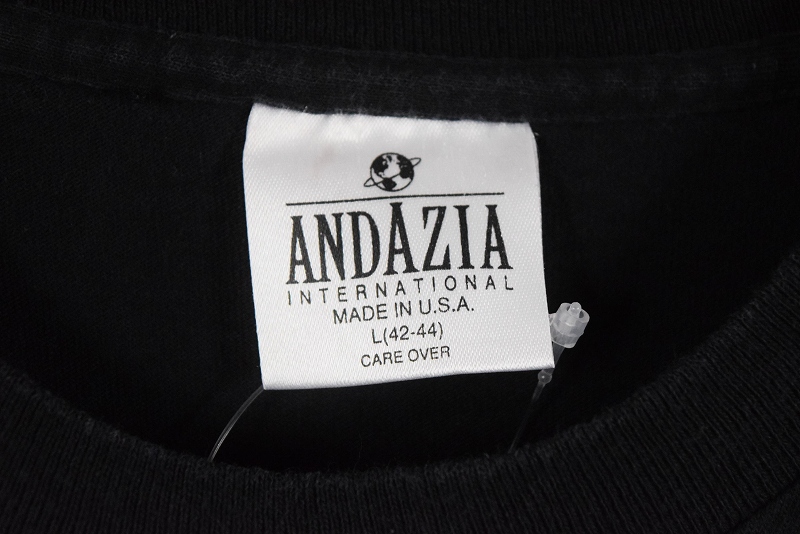 ANDAZIA
INTERNATIONAL
MADE IN U.S.A.
L(42-44)
CARE OVER